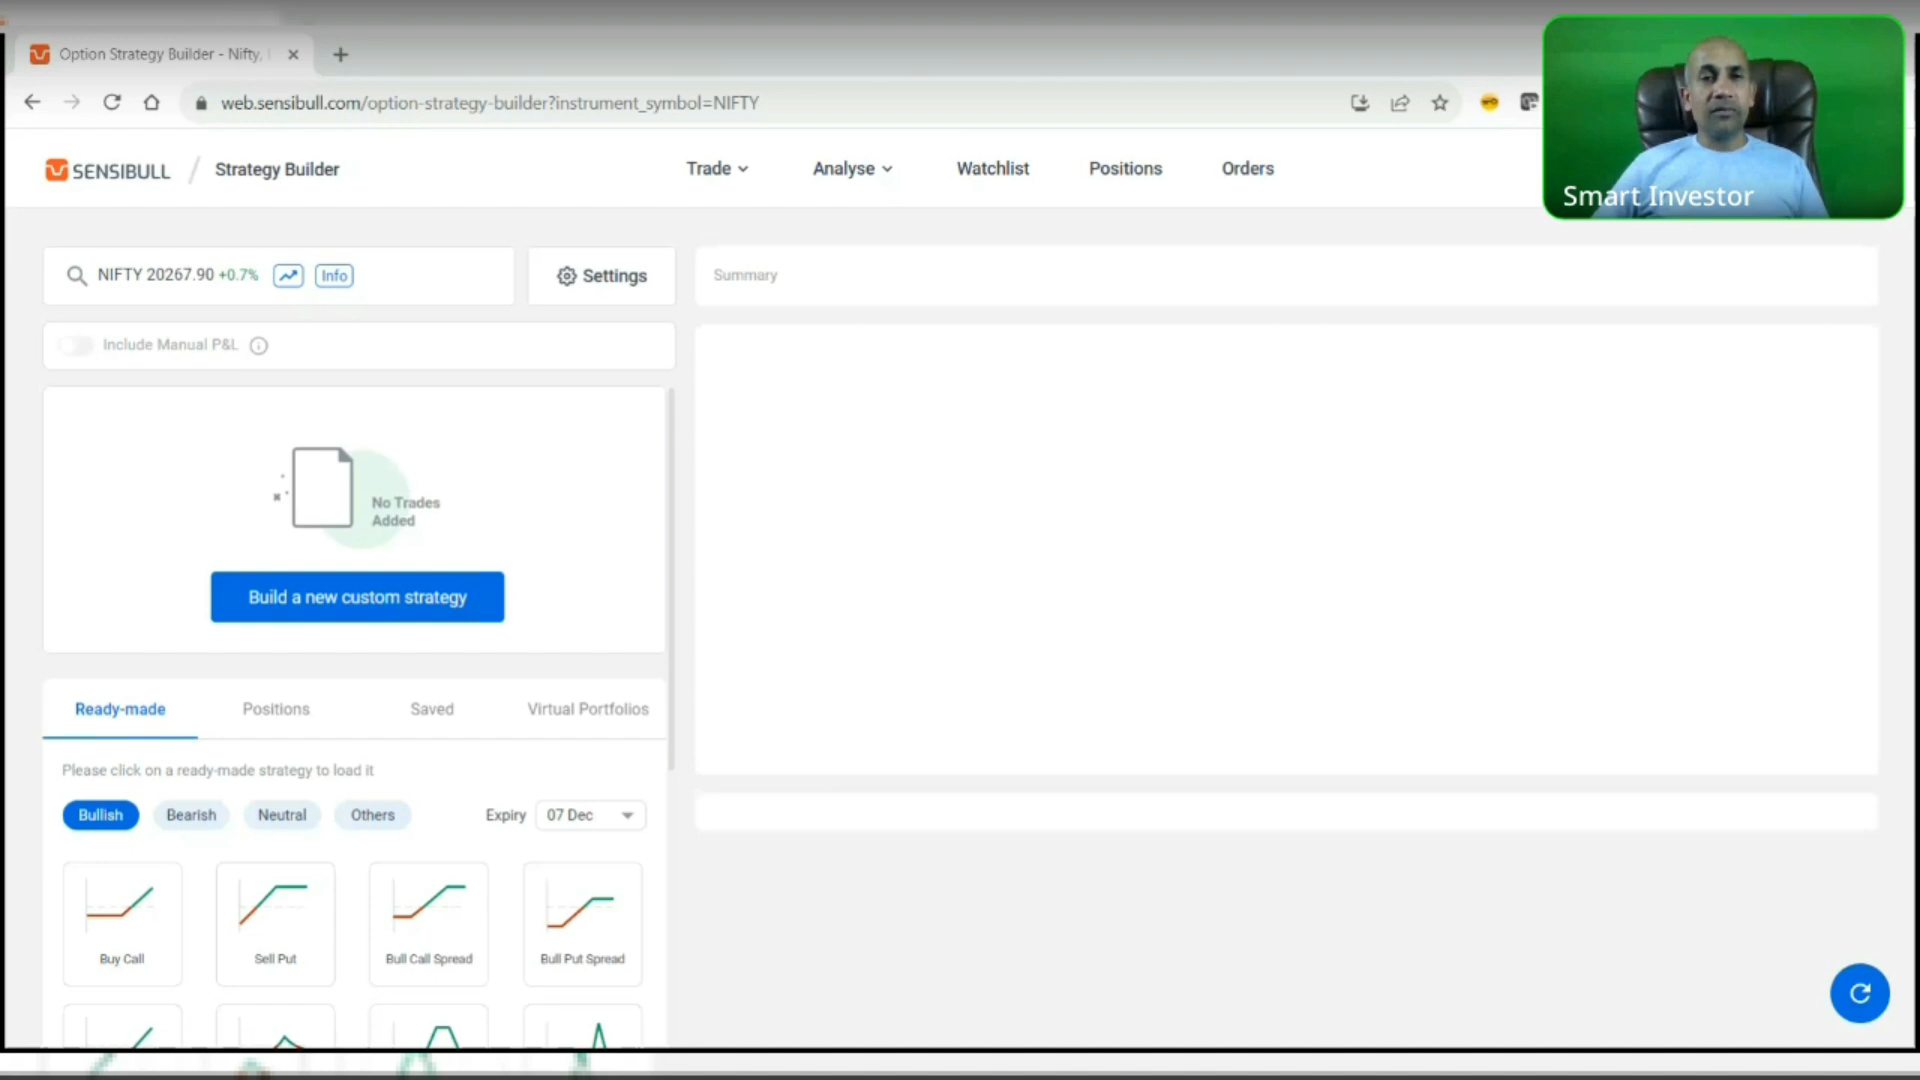 Option Strategy Builder - Nifty,
web.sensibull.com/option-strategy-builder?instrument_symbol=NIFTY
SENSIBULL / Strategy Builder
Trade
Analyse
Watchlist
Positions
Orders
Smart Investor
NIFTY 20267.90 +0.7%
Info
Settings
Summary
Include Manual P&L
No Trades
Added
Build a new custom strategy
Ready-made
Positions
Saved
Virtual Portfolios
Please click on a ready-made strategy to load it
Bullish
Bearish
Neutral
Others
Expiry
07 Dec
Buy Call
Sell Put
Bull Call Spread
Bull Put Spread